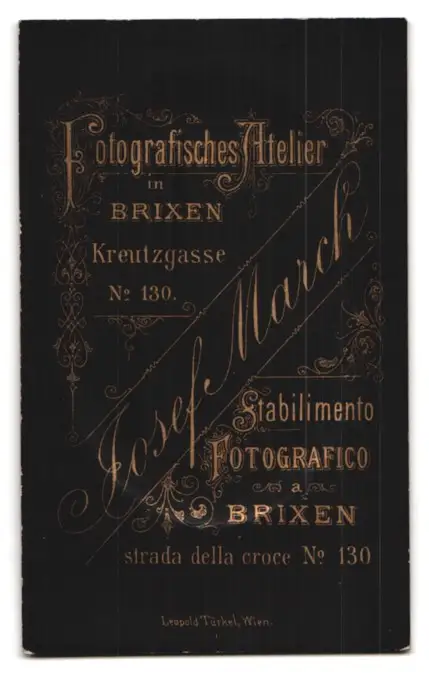 Fotografisches Atelier
in
BRIXEN
Kreutzgasse
No 130.
Josef March
Stabilimento
FOTOGRAFICO
a
BRIXEN
strada della croce No 130
Leopold Türkel, Wien.